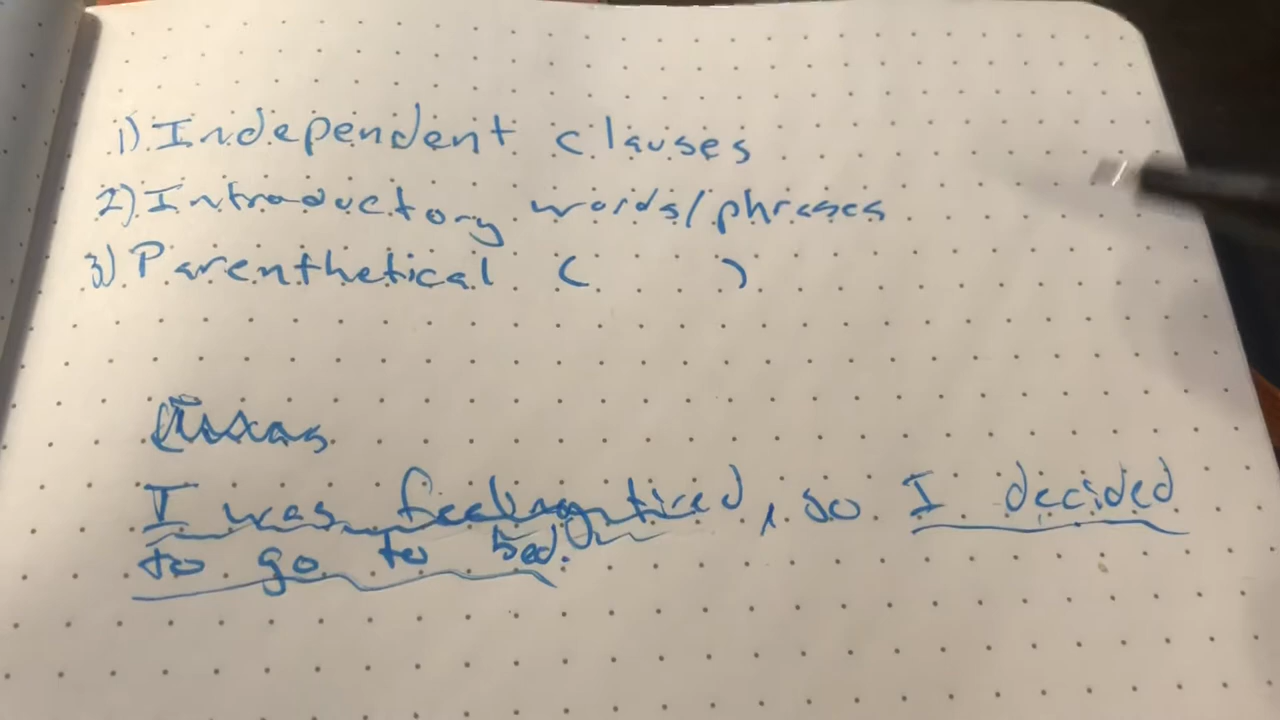 1) Independent clauses
2) Introductory words/phrases
3) Parenthetical ( )
I was feeling tired, so I decided
to go to bed.